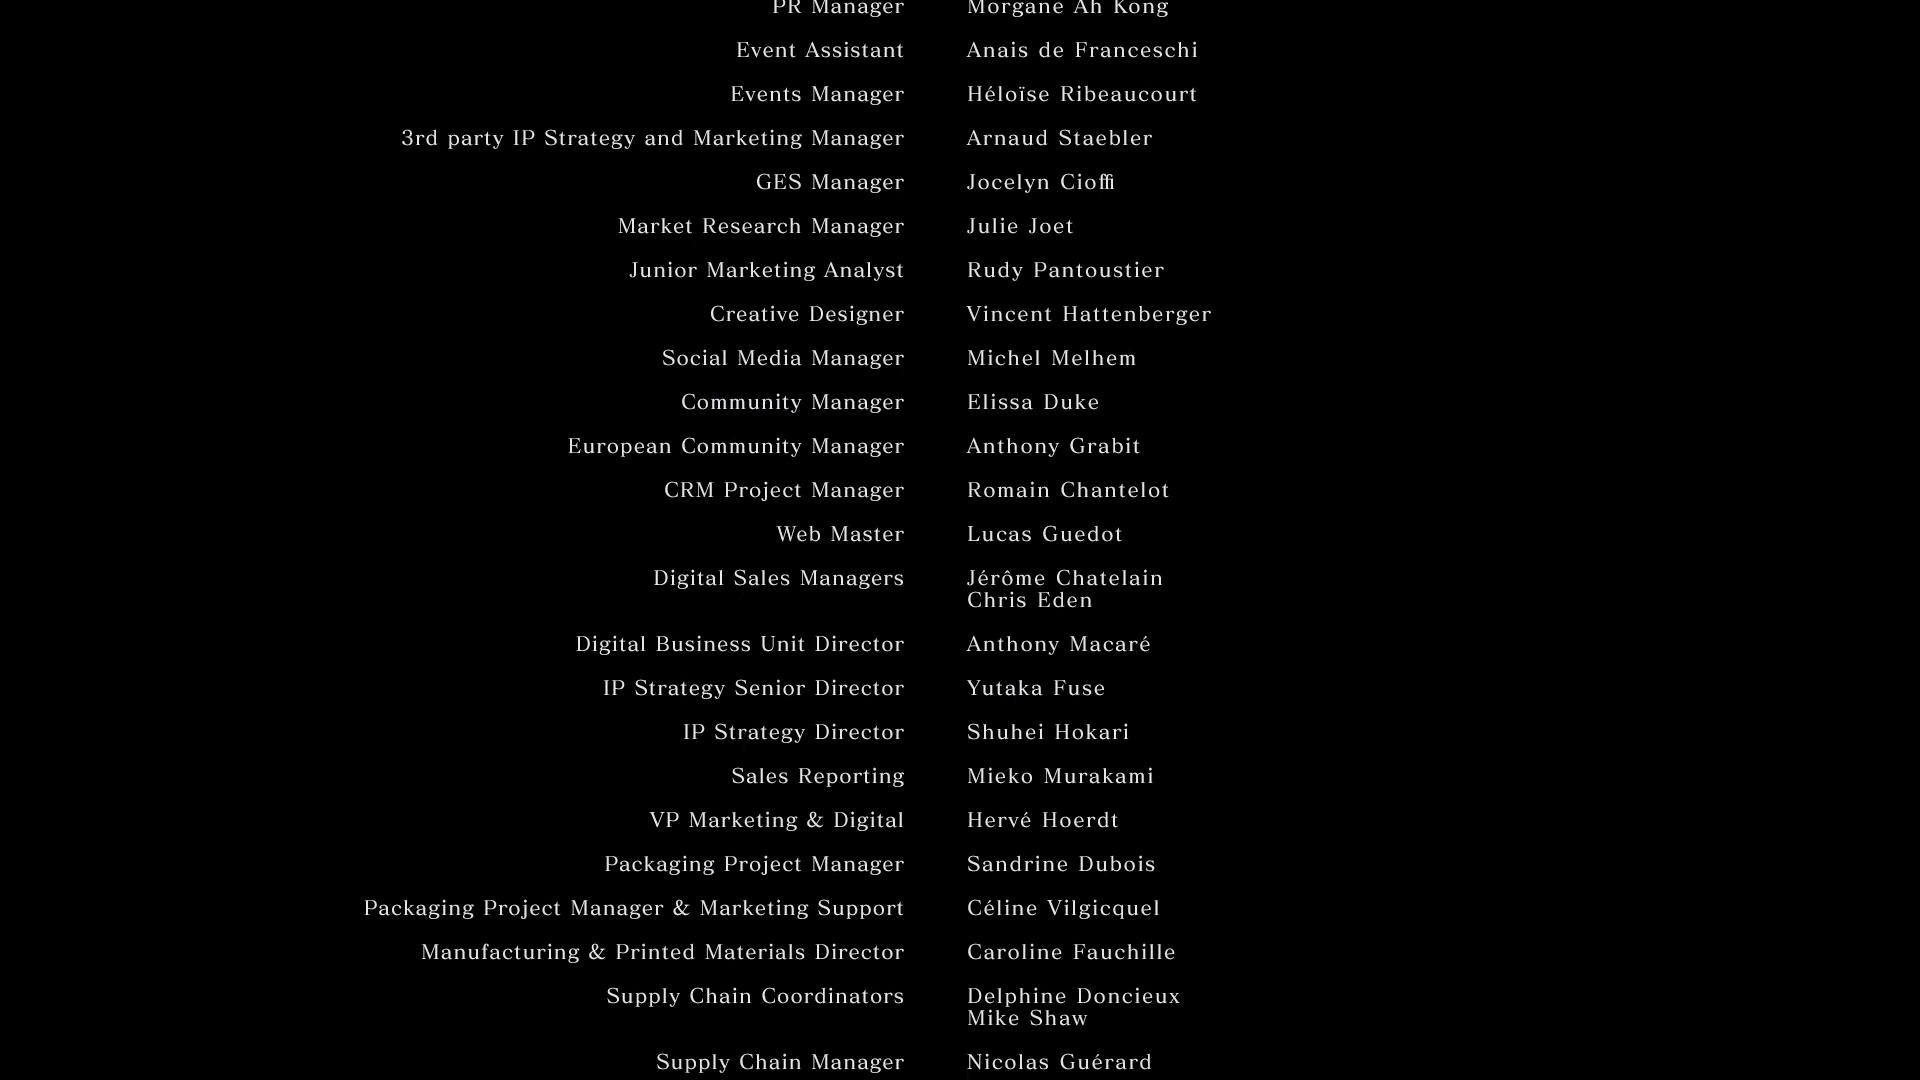 PR Manager Morgane Ah Kong
Event Assistant Anais de Franceschi
Events Manager Héloïse Ribeaucourt
3rd party IP Strategy and Marketing Manager Arnaud Staebler
GES Manager Jocelyn Cioffi
Market Research Manager Julie Joet
Junior Marketing Analyst Rudy Pantoustier
Creative Designer Vincent Hattenberger
Social Media Manager Michel Melhem
Community Manager Elissa Duke
European Community Manager Anthony Grabit
CRM Project Manager Romain Chantelot
Web Master Lucas Guedot
Digital Sales Managers Jérôme Chatelain
Chris Eden
Digital Business Unit Director Anthony Macaré
IP Strategy Senior Director Yutaka Fuse
IP Strategy Director Shuhei Hokari
Sales Reporting Mieko Murakami
VP Marketing & Digital Hervé Hoerdt
Packaging Project Manager Sandrine Dubois
Packaging Project Manager & Marketing Support Céline Vilgicquel
Manufacturing & Printed Materials Director Caroline Fauchille
Supply Chain Coordinators Delphine Doncieux
Mike Shaw
Supply Chain Manager Nicolas Guérard